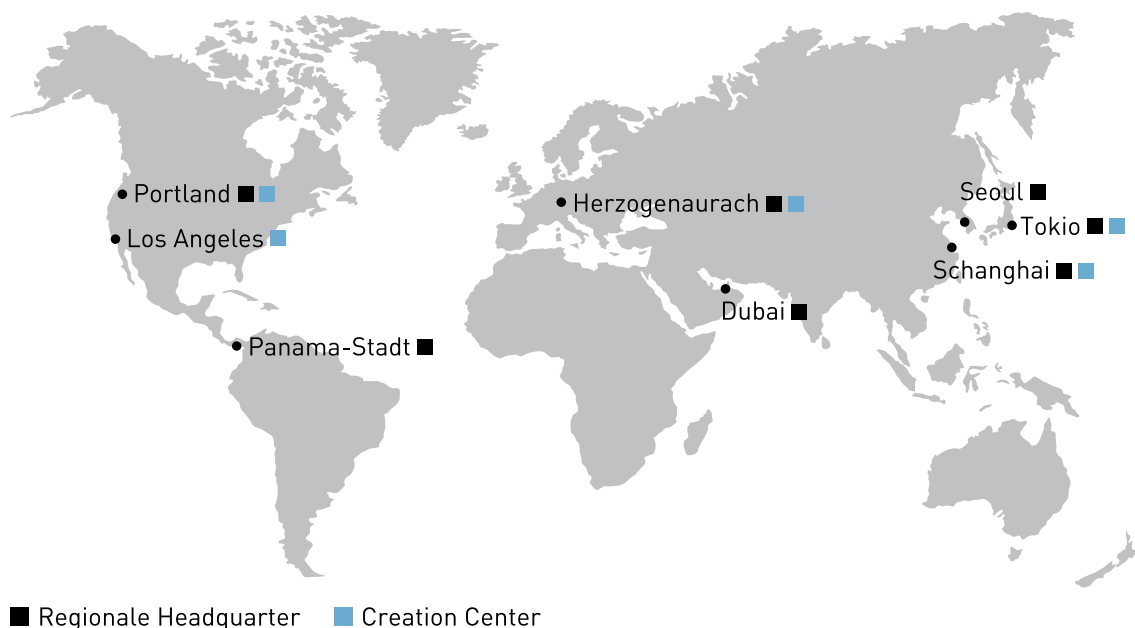 Portland
Los Angeles
Panama-Stadt
Herzogenaurach
Dubai
Seoul
Tokio
Schanghai
Regionale Headquarter
Creation Center